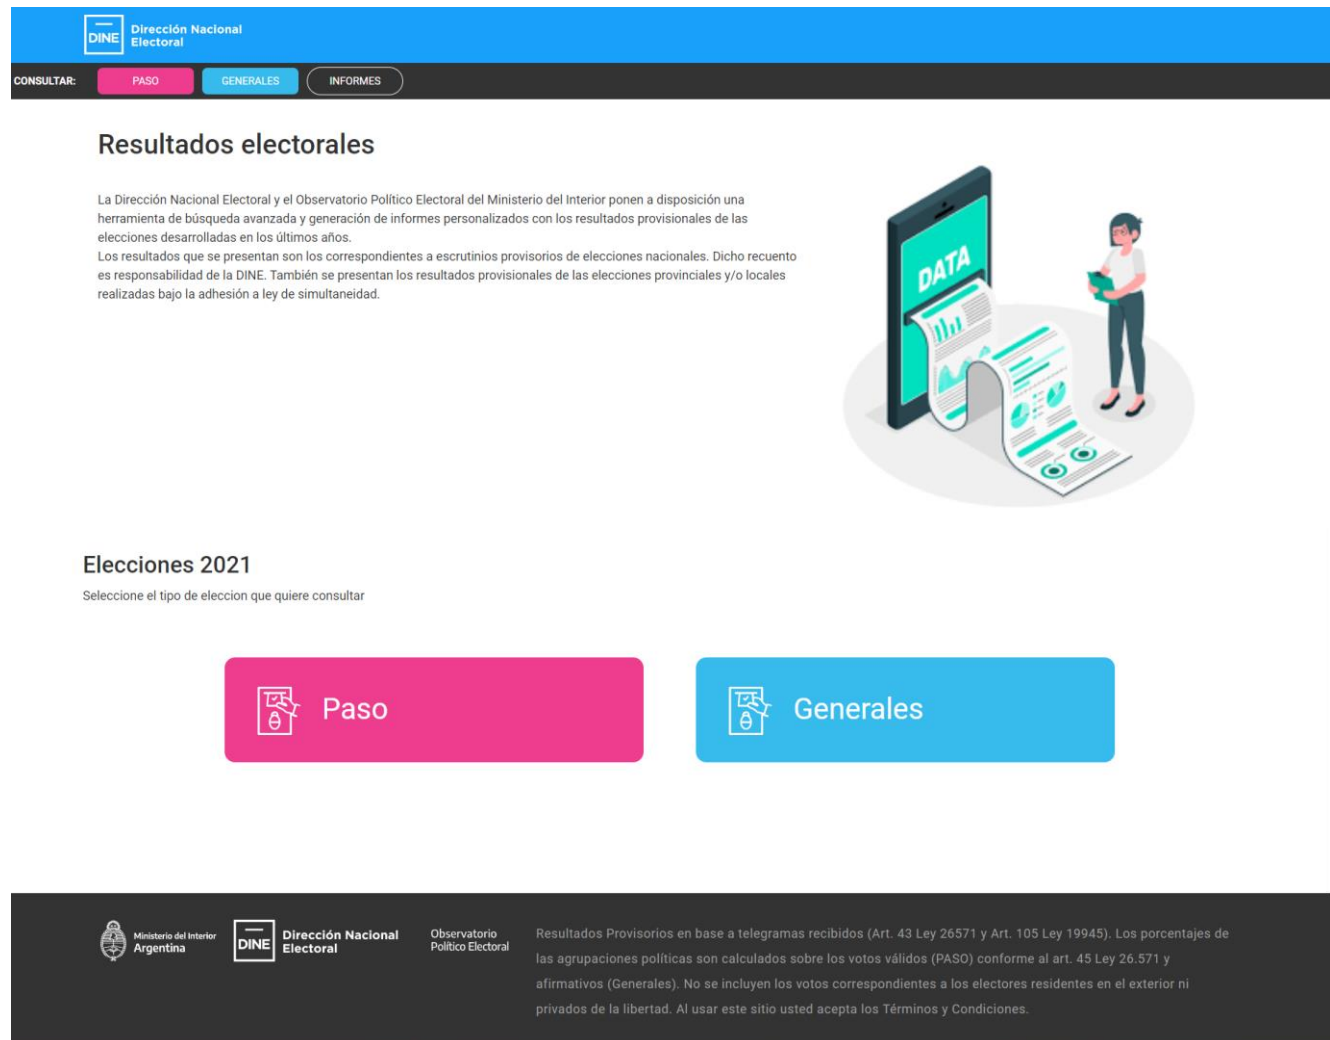 DINE
Dirección Nacional
Electoral
CONSULTAR:
PASO
GENERALES
INFORMES
Resultados electorales
La Dirección Nacional Electoral y el Observatorio Político Electoral del Ministerio del Interior ponen a disposición una
herramienta de búsqueda avanzada y generación de informes personalizados con los resultados provisionales de las
elecciones desarrolladas en los últimos años.
Los resultados que se presentan son los correspondientes a escrutinios provisorios de elecciones nacionales. Dicho recuento
es responsabilidad de la DINE. También se presentan los resultados provisionales de las elecciones provinciales y/o locales
realizadas bajo la adhesión a ley de simultaneidad.
DATA
Elecciones 2021
Seleccione el tipo de eleccion que quiere consultar
Paso
Generales
Ministerio del Interior
Argentina
DINE
Dirección Nacional
Electoral
Observatorio
Político Electoral
Resultados Provisorios en base a telegramas recibidos (Art. 43 Ley 26571 y Art. 105 Ley 19945). Los porcentajes de
las agrupaciones políticas son calculados sobre los votos válidos (PASO) conforme al art. 45 Ley 26.571 y
afirmativos (Generales). No se incluyen los votos correspondientes a los electores residentes en el exterior ni
privados de la libertad. Al usar este sitio usted acepta los Términos y Condiciones.